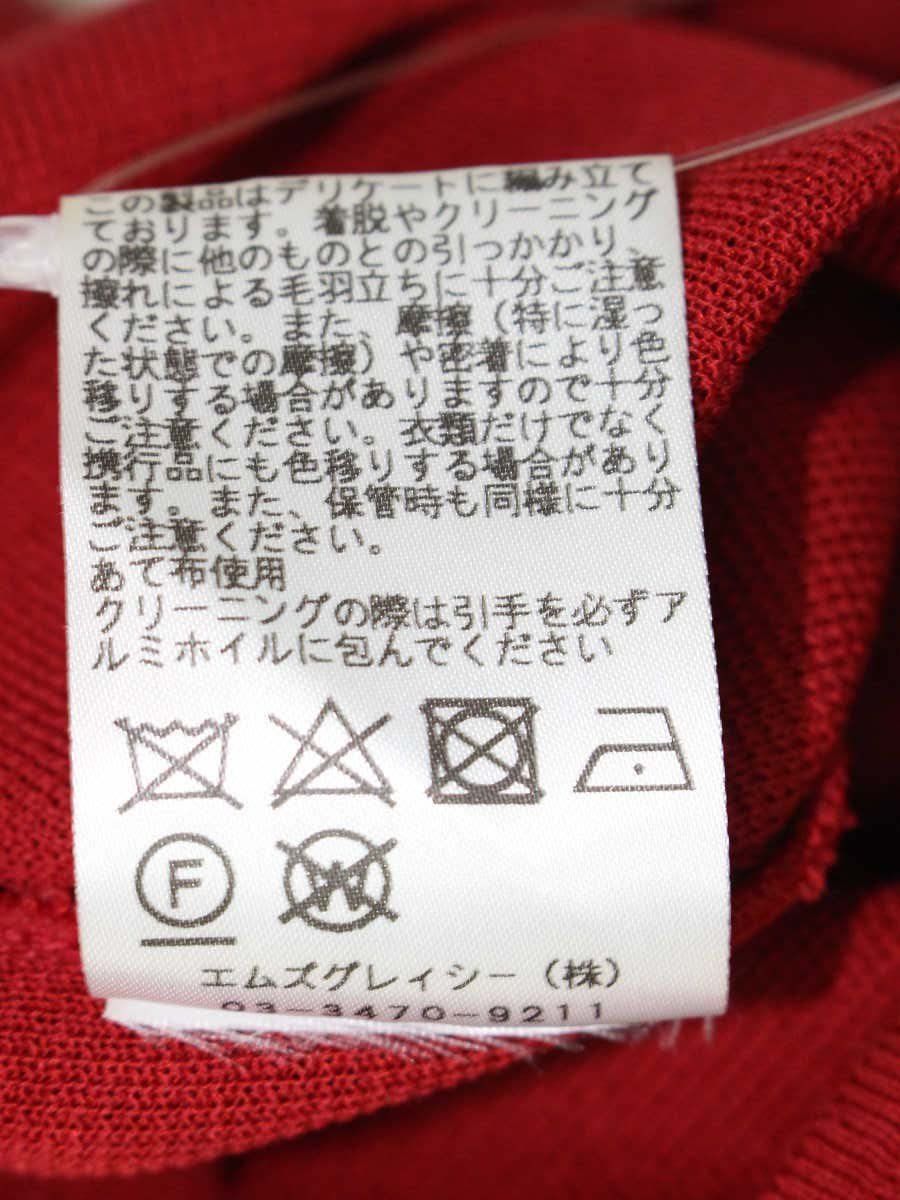 この製品はデリケートに編み立て
ております。着脱やクリーニング
の際に他のもののとの引っかかり、
擦れによる毛羽立ちに十分ご注意
ください。また、摩擦(特に湿っ
た状態での摩擦)や密着により色
移りする場合があります。ので十分
ご注意ください。衣類だけでなく
携行品にも色移りする場合があり
ます。また、保管時も同様に十分
ご注意ください。
あて布使用
クリーニングの際は引手を必ずア
ルミホイルに包んでください
F
W
エムズグレイシー(株)
03-3470-9211